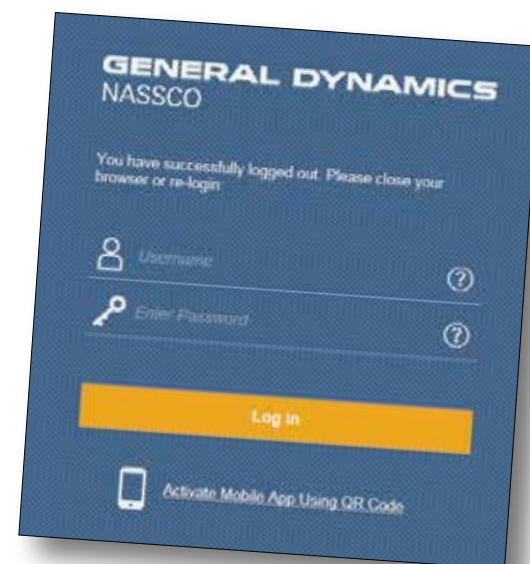 GENERAL DYNAMICS
NASSCO
You have successfully logged out. Please close your
browser or re-login
Username
?
Enter Password
?
Log in
Activate Mobile App Using QR Code